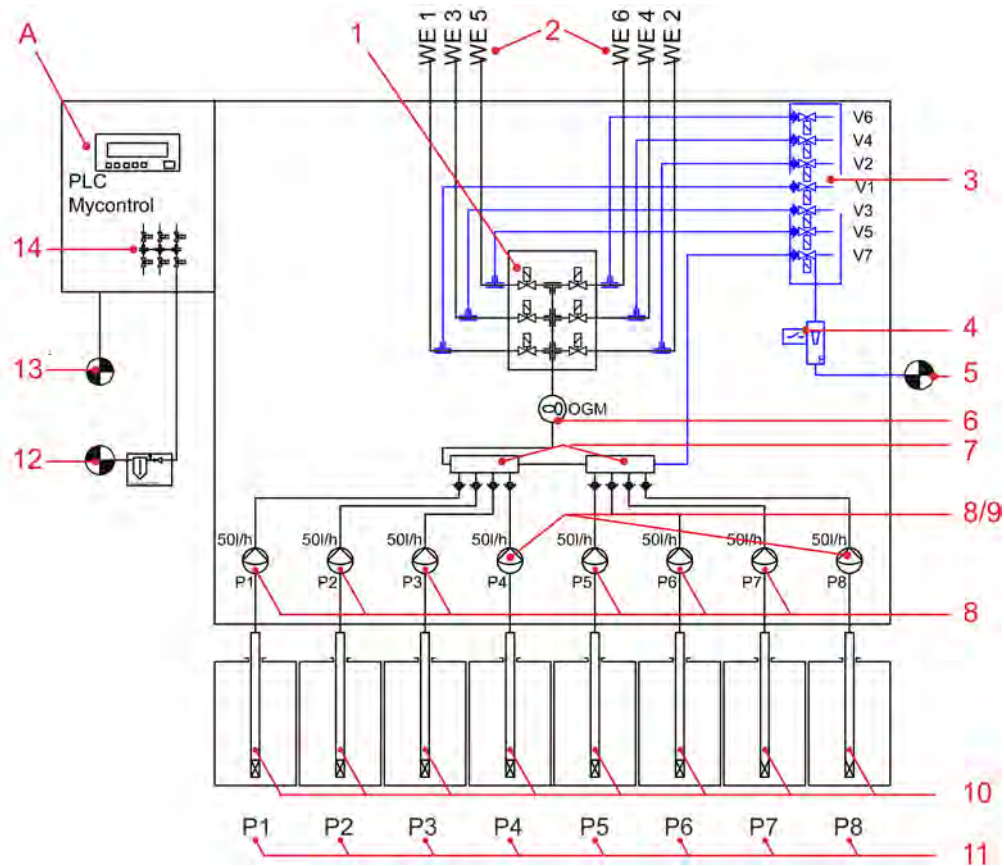 A
1
WE 1
WE 3
WE 5
2
WE 6
WE 4
WE 2
PLC
Mycontrol
V6
V4
V2
V1
V3
V5
V7
3
14
4
13
5
OGM
6
7
12
8/9
50l/h
50l/h
50l/h
50l/h
50l/h
50l/h
50l/h
50l/h
P1
P2
P3
P4
P5
P6
P7
P8
8
10
P1
P2
P3
P4
P5
P6
P7
P8
11